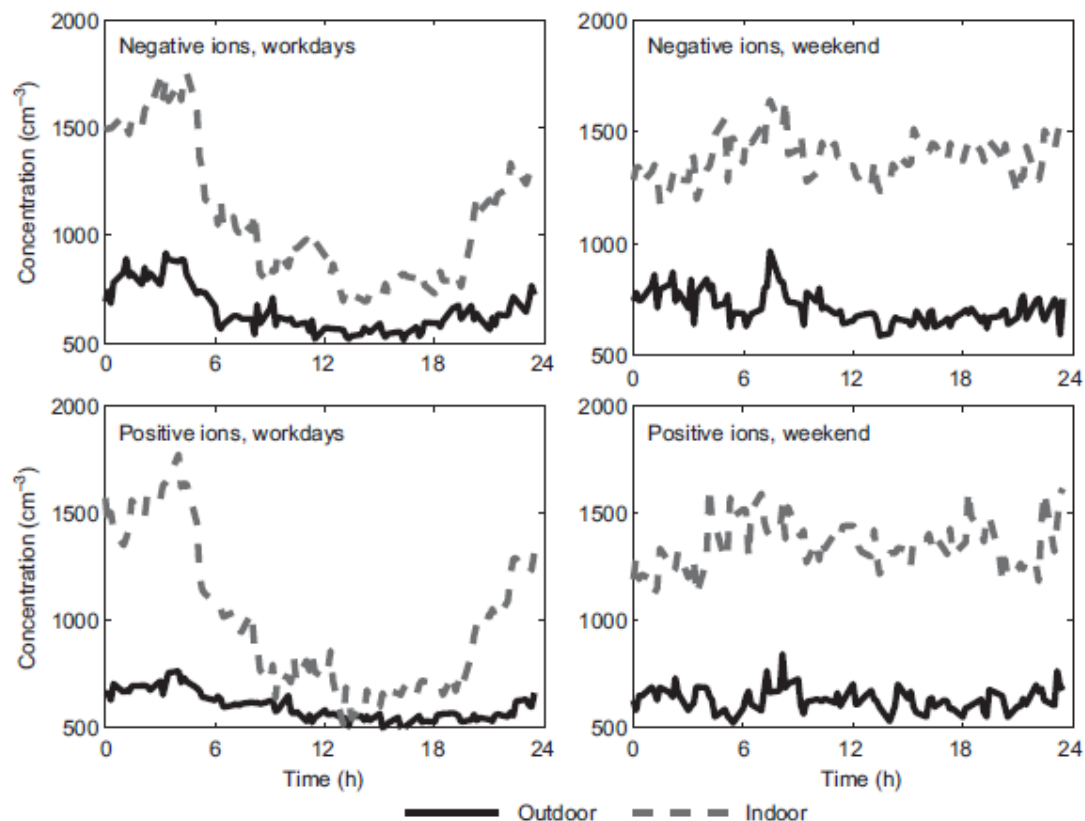 Negative ions, workdays
Negative ions, weekend
Concentration (cm⁻³)
2000
1500
1000
500
0 6 12 18 24
2000
1500
1000
500
0 6 12 18 24
Positive ions, workdays
Positive ions, weekend
Concentration (cm⁻³)
2000
1500
1000
500
0 6 12 18 24
Time (h)
2000
1500
1000
500
0 6 12 18 24
Time (h)
Outdoor Indoor